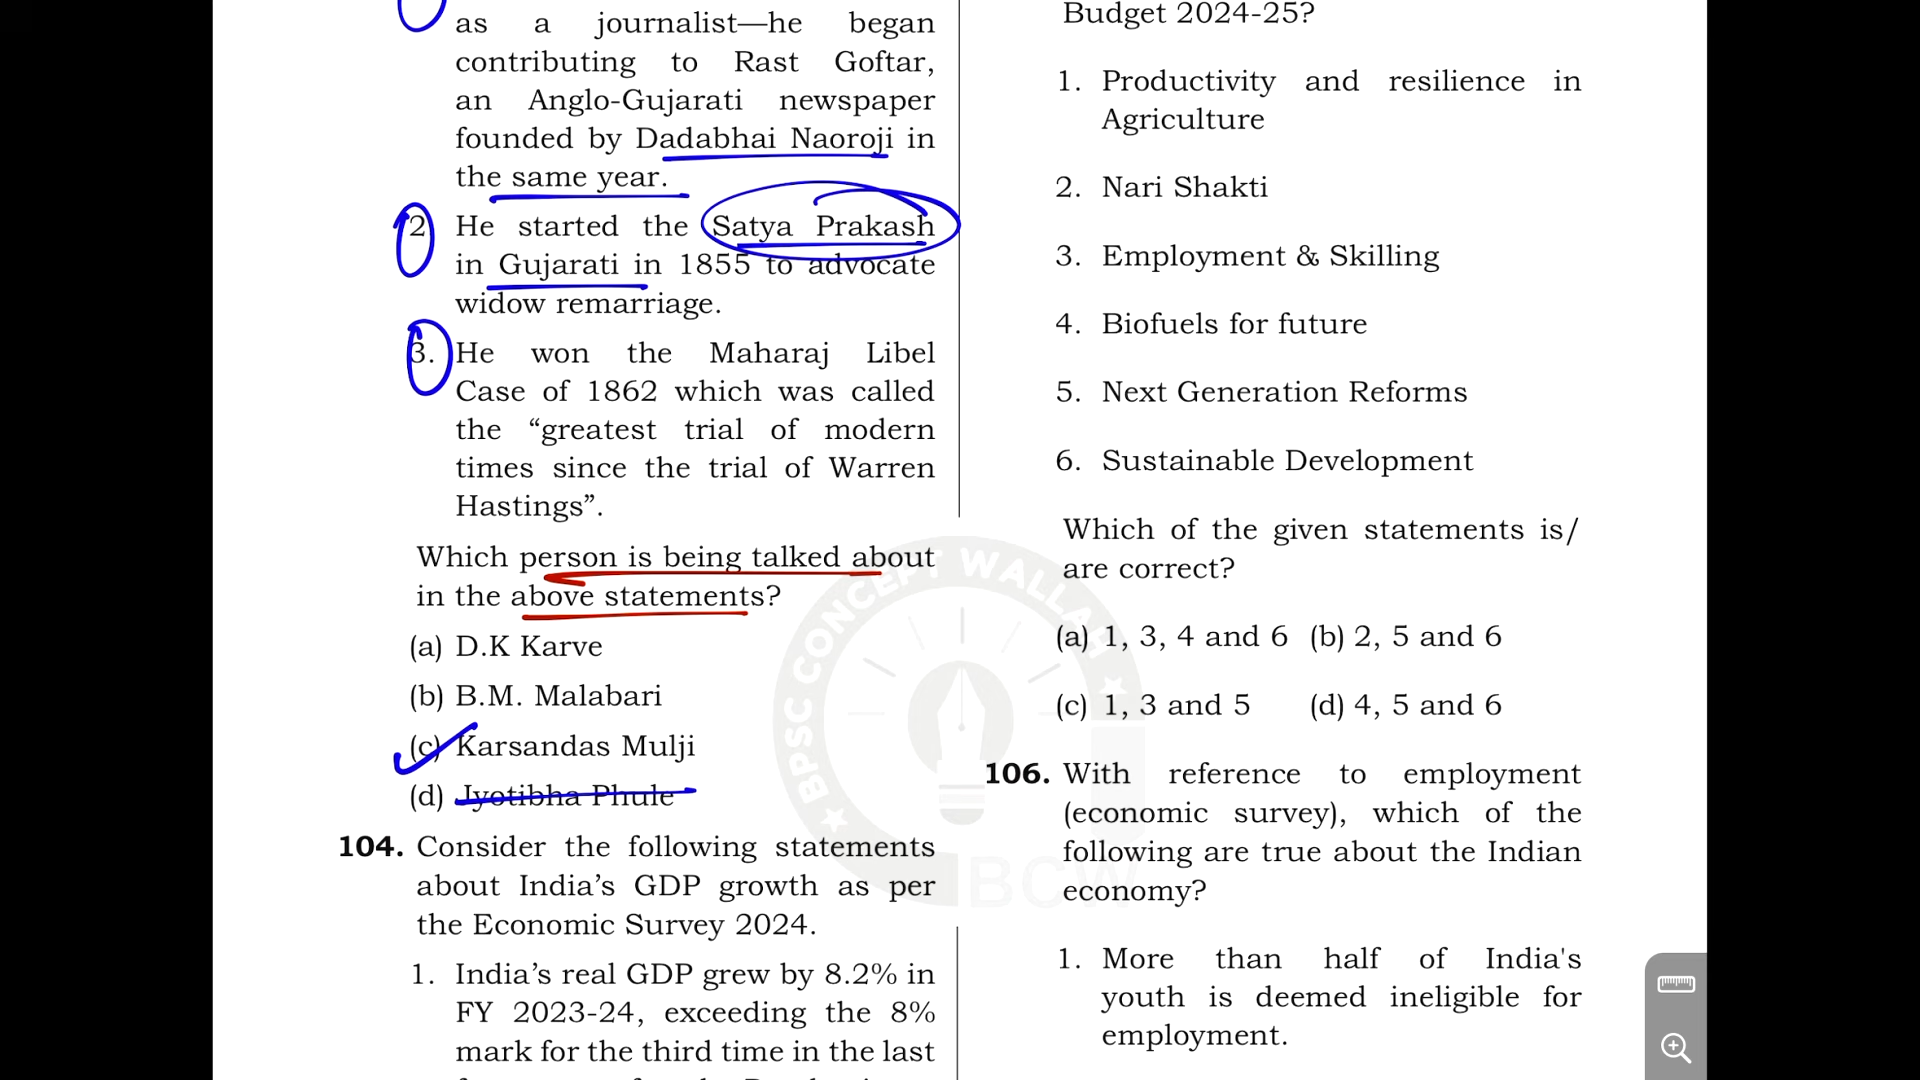 as a journalist—he began
contributing to Rast Goftar,
an Anglo-Gujarati newspaper
founded by Dadabhai Naoroji in
the same year.
2 He started the Satya Prakash
in Gujarati in 1855 to advocate
widow remarriage.
3. He won the Maharaj Libel
Case of 1862 which was called
the “greatest trial of modern
times since the trial of Warren
Hastings”.
Which person is being talked about
in the above statements?
(a) D.K Karve
(b) B.M. Malabari
(c) Karsandas Mulji
(d) Jyotibha Phule
104. Consider the following statements
about India’s GDP growth as per
the Economic Survey 2024.
1. India’s real GDP grew by 8.2% in
FY 2023-24, exceeding the 8%
mark for the third time in the last
Budget 2024-25?
1. Productivity and resilience in
Agriculture
2. Nari Shakti
3. Employment & Skilling
4. Biofuels for future
5. Next Generation Reforms
6. Sustainable Development
Which of the given statements is/
are correct?
(a) 1, 3, 4 and 6 (b) 2, 5 and 6
(c) 1, 3 and 5 (d) 4, 5 and 6
106. With reference to employment
(economic survey), which of the
following are true about the Indian
economy?
1. More than half of India's
youth is deemed ineligible for
employment.
BPSC CONCEPT WALLAH
BCW